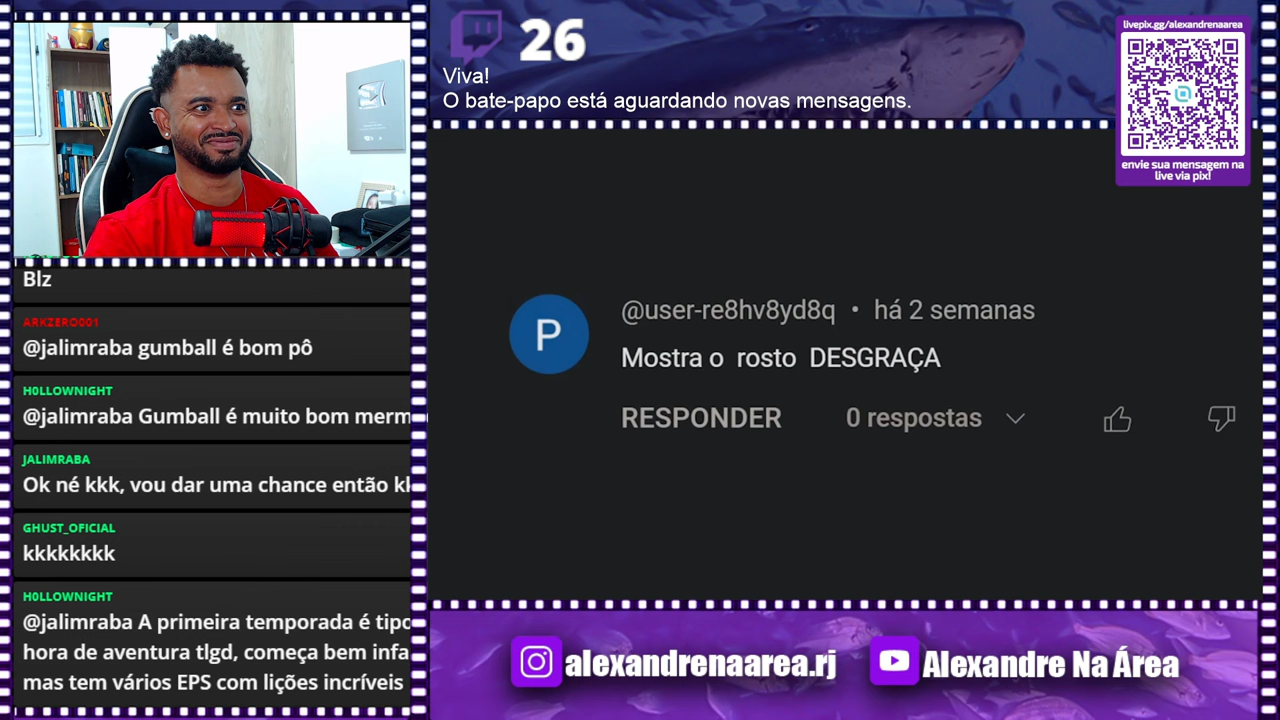 26
Viva!
O bate-papo está aguardando novas mensagens.
livepix.gg/alexandrenaarea
envie sua mensagem na
live via pix!
Blz
ARKZERO001
@jalimraba gumball é bom pô
H0LLOWNIGHT
@jalimraba Gumball é muito bom merm
JALIMRABA
Ok né kkk, vou dar uma chance então kk
GHUST_OFICIAL
kkkkkkkk
H0LLOWNIGHT
@jalimraba A primeira temporada é tipo
hora de aventura tlgd, começa bem infa
mas tem vários EPS com lições incríveis
P
@user-re8hv8yd8q • há 2 semanas
Mostra o rosto DESGRAÇA
RESPONDER 0 respostas
alexandrenaarea.rj
Alexandre Na Área